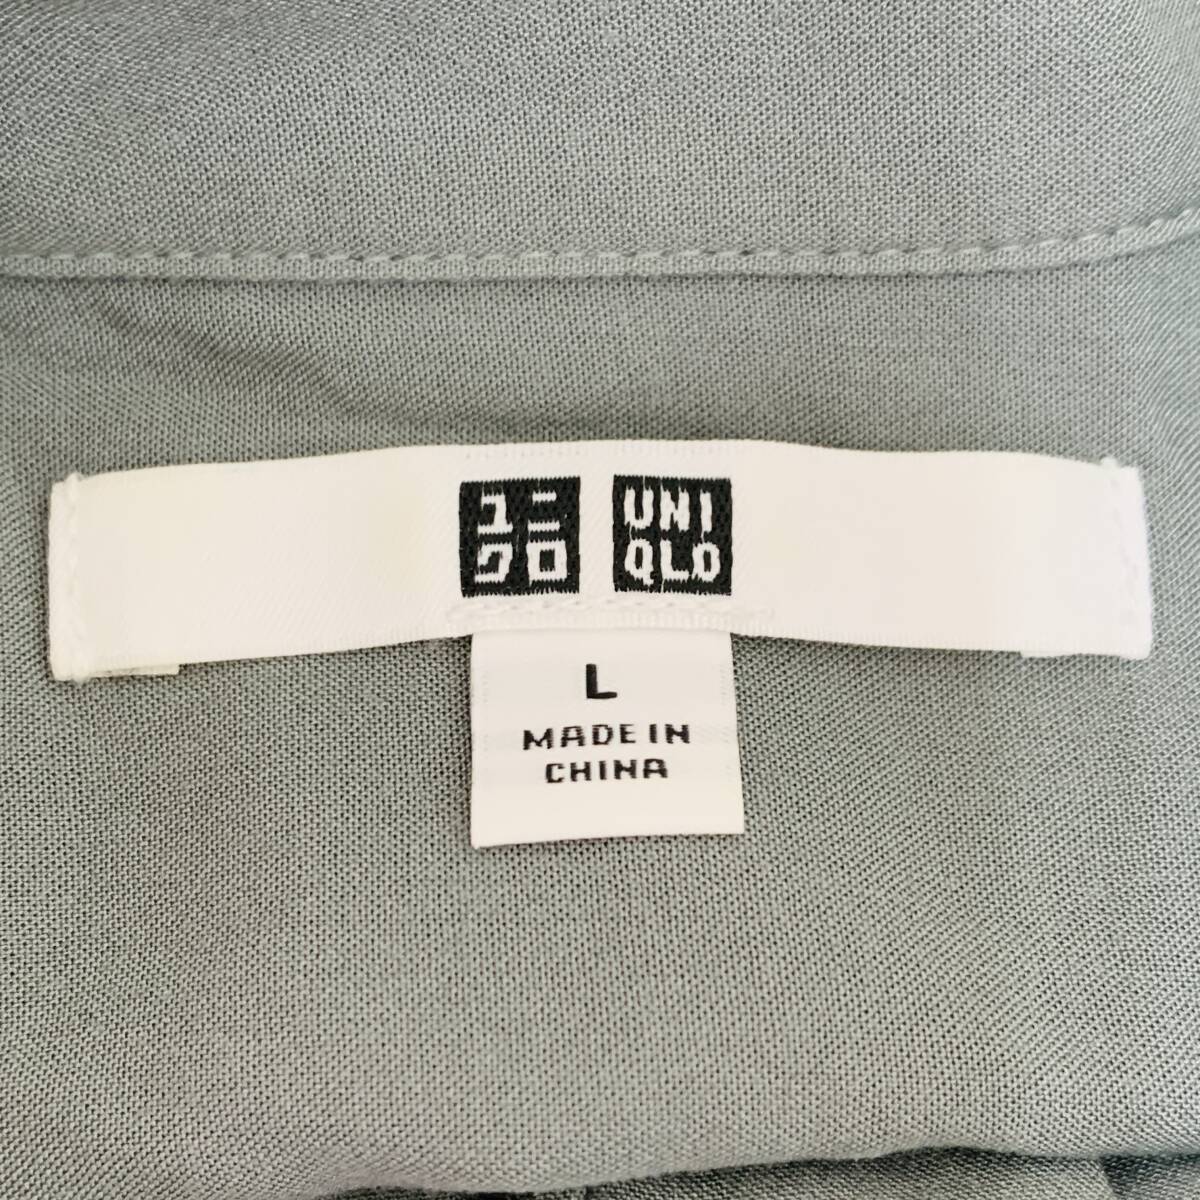 ユニ
クロ
UNI
QLO
L
MADE IN
CHINA